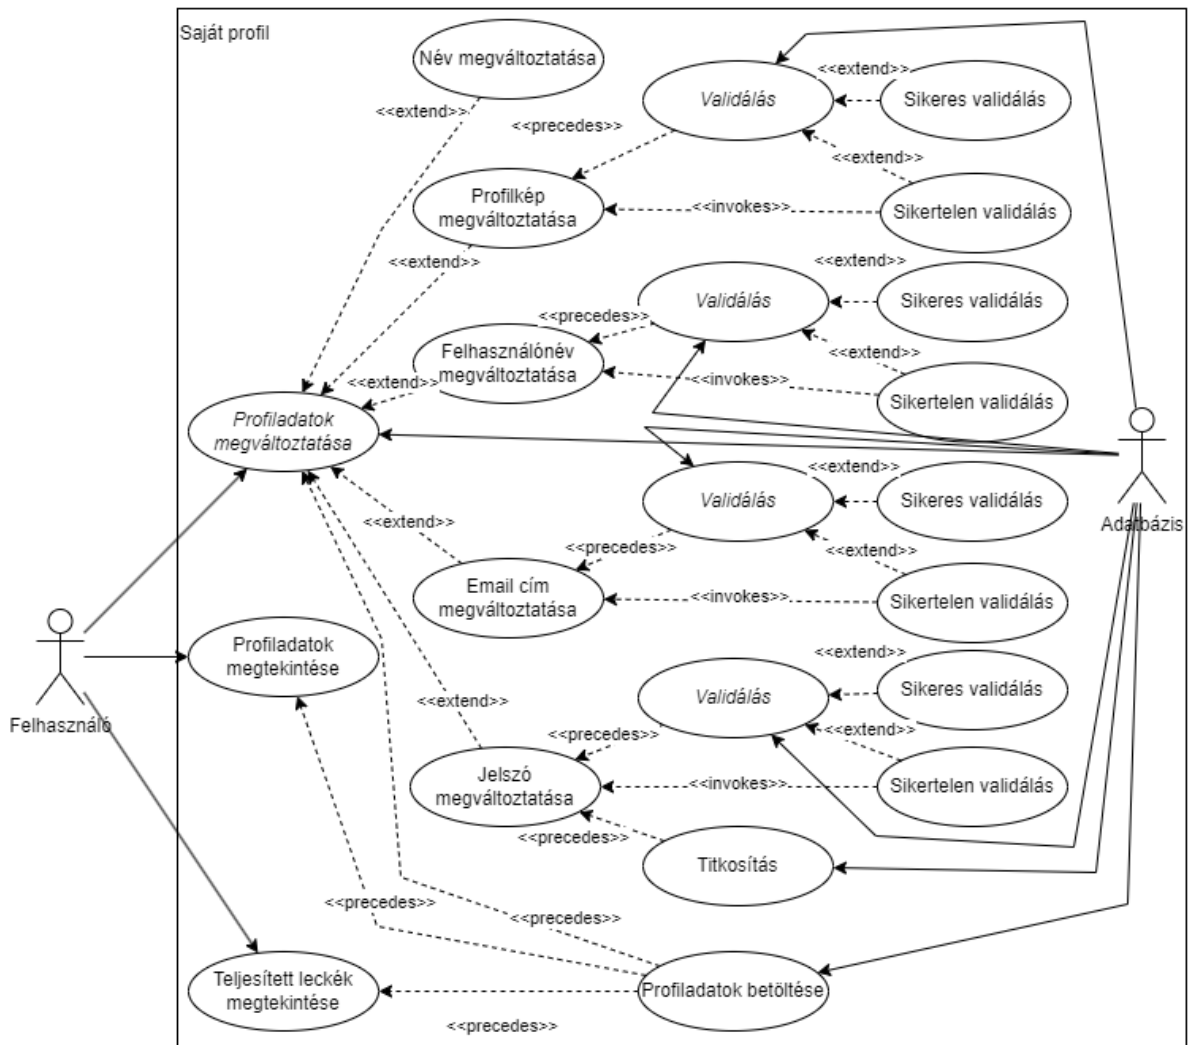 Saját profil
Név megváltoztatása
<<extend>>
Validálás
<<extend>>
Sikeres validálás
<<precedes>>
<<extend>>
Profilkép
megváltoztatása
<<invokes>>
Sikertelen validálás
<<extend>>
<<extend>>
Validálás
Sikeres validálás
<<precedes>>
Felhasználónév
megváltoztatása
<<extend>>
<<extend>>
<<invokes>>
Sikertelen validálás
Profiladatok
megváltoztatása
<<extend>>
Validálás
Sikeres validálás
<<extend>>
Adatbázis
<<precedes>>
<<extend>>
Email cím
megváltoztatása
<<invokes>>
Sikertelen validálás
Profiladatok
megtekintése
<<extend>>
Validálás
Sikeres validálás
<<extend>>
Felhasználó
<<precedes>>
<<extend>>
Jelszó
megváltoztatása
<<invokes>>
Sikertelen validálás
<<precedes>>
Titkosítás
<<precedes>>
<<precedes>>
Teljesített leckék
megtekintése
Profiladatok betöltése
<<precedes>>